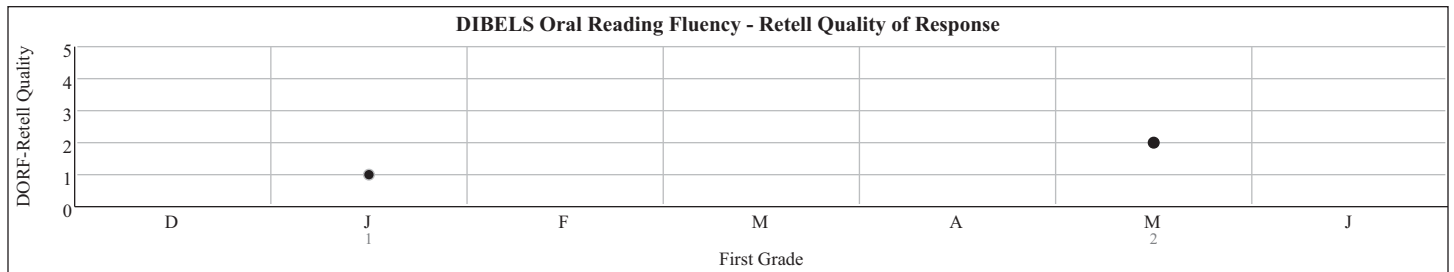 DIBELS Oral Reading Fluency - Retell Quality of Response
DORF-Retell Quality
5
4
3
2
1
0
D J F M A M J
1 2
First Grade